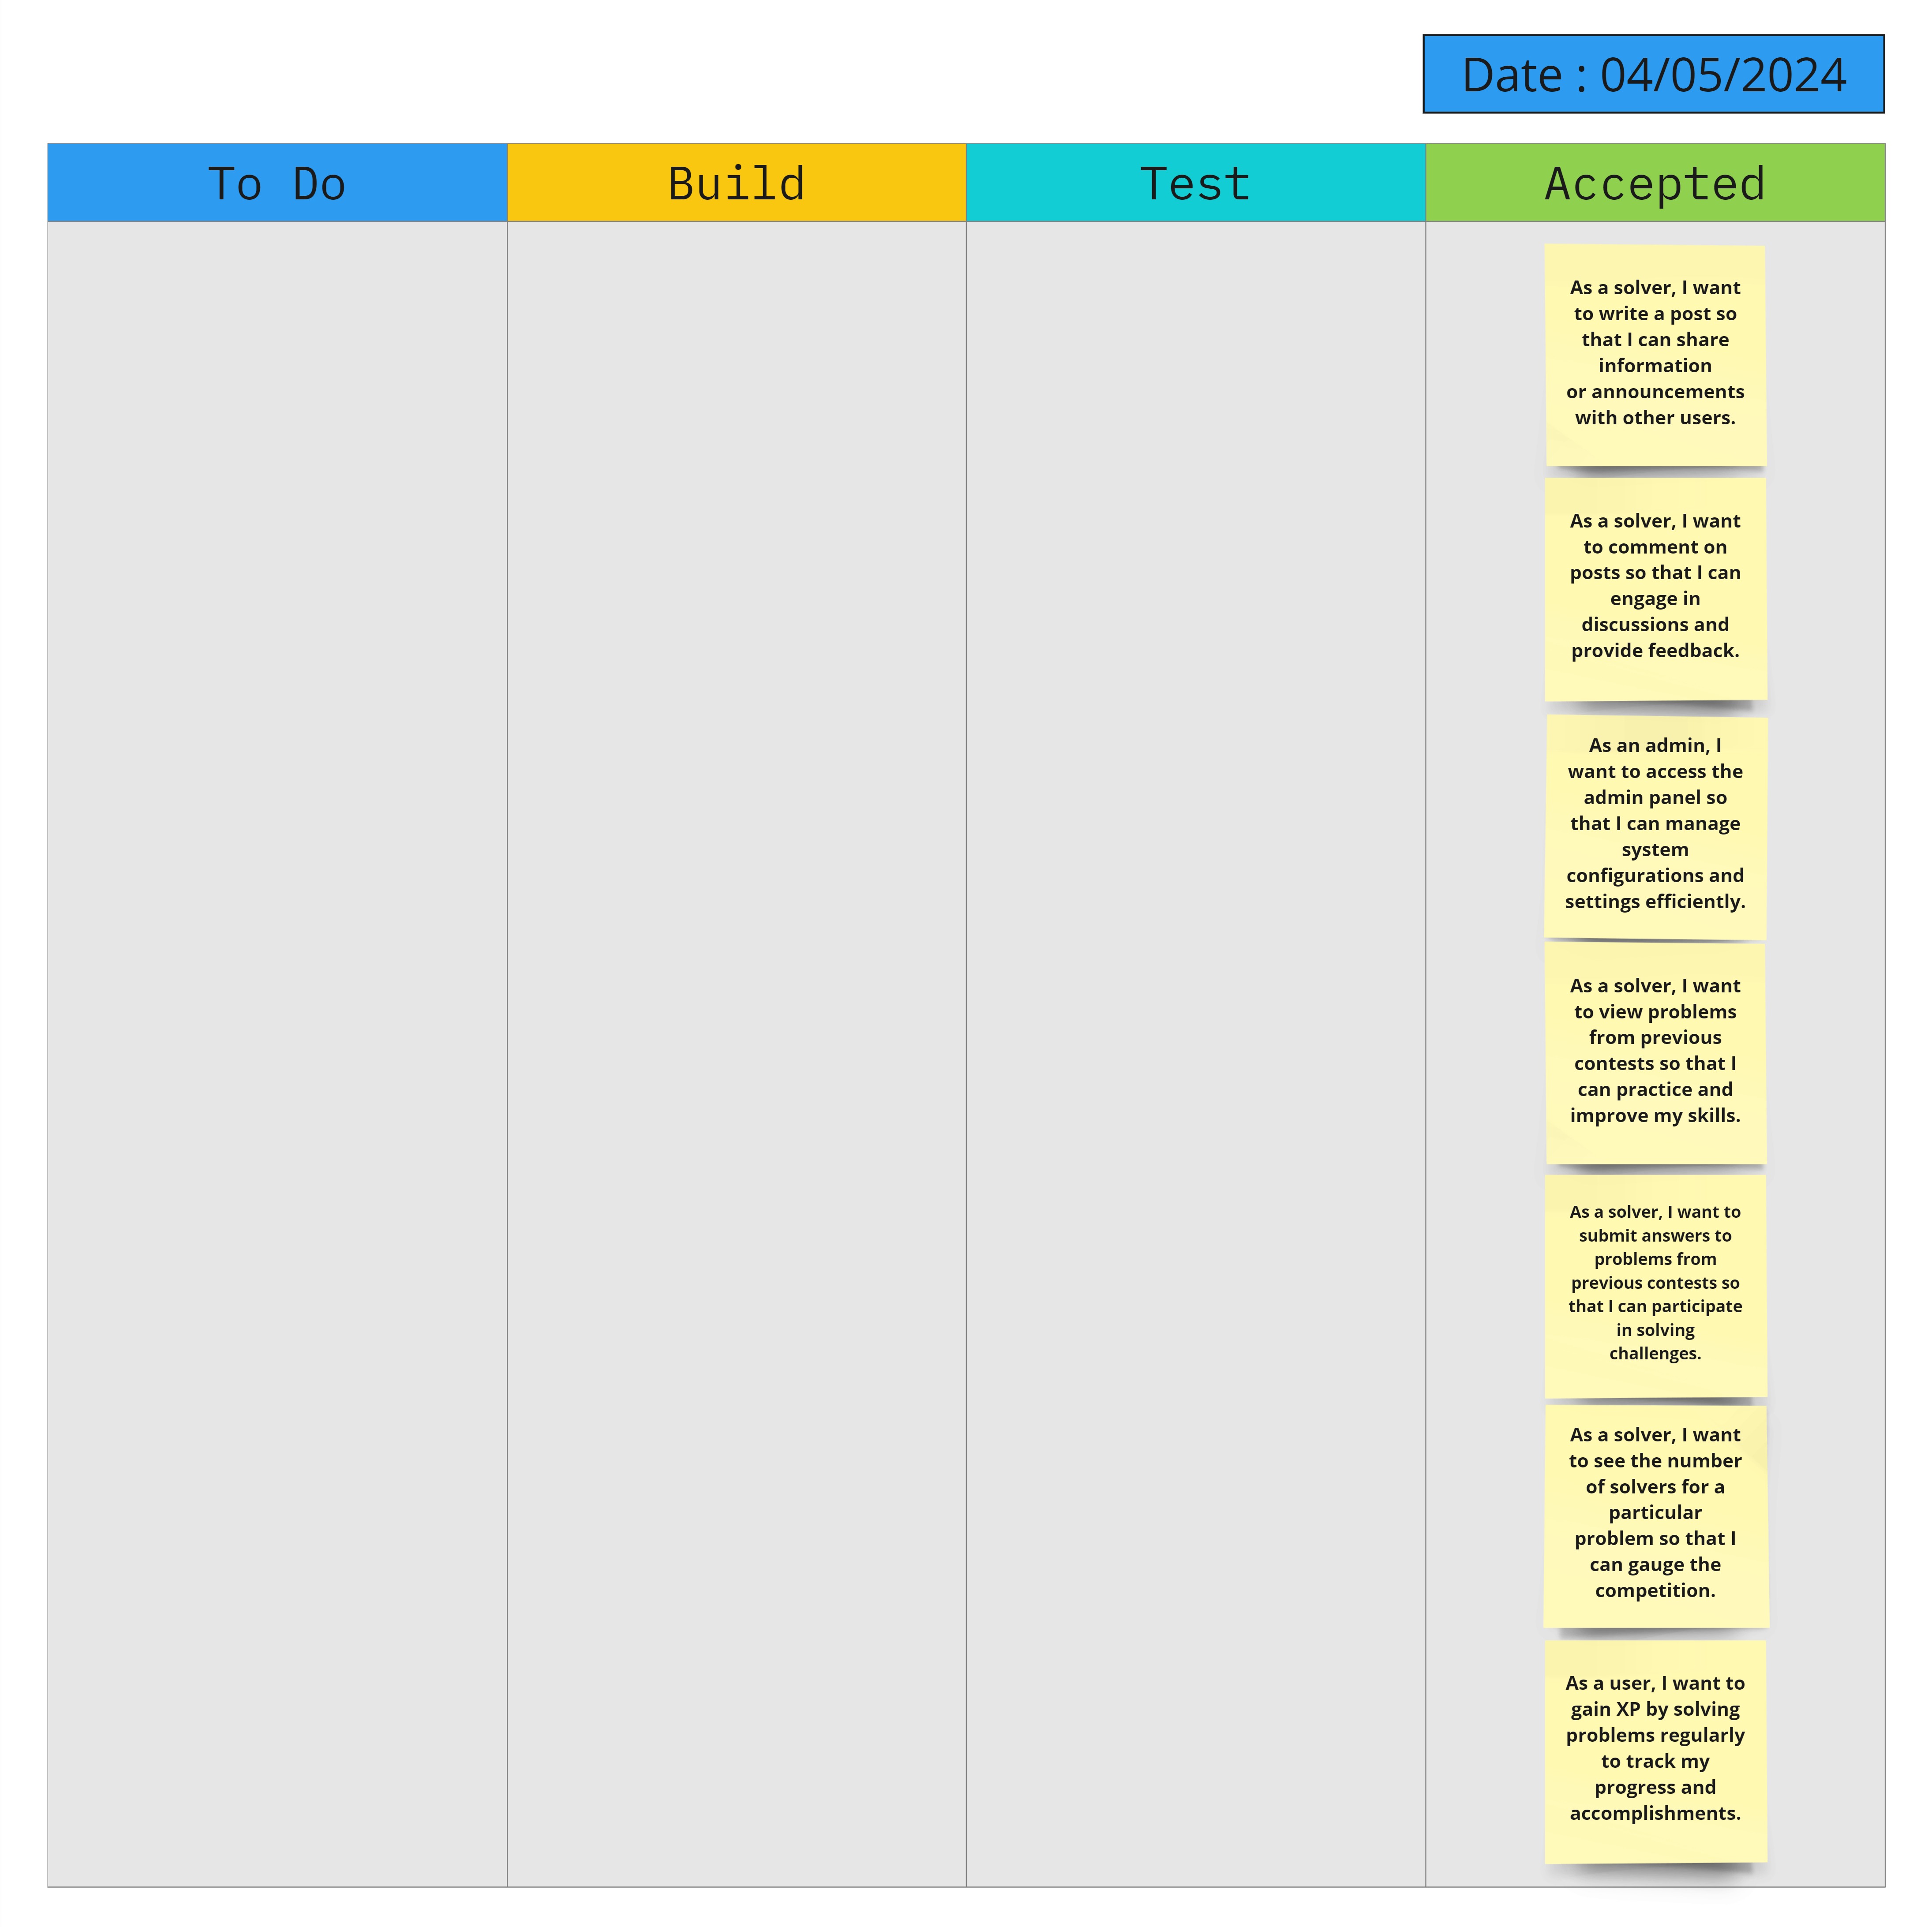 Date : 04/05/2024
To Do
Build
Test
Accepted
As a solver, I want
to write a post so
that I can share
information
or announcements
with other users.
As a solver, I want
to comment on
posts so that I can
engage in
discussions and
provide feedback.
As an admin, I
want to access the
admin panel so
that I can manage
system
configurations and
settings efficiently.
As a solver, I want
to view problems
from previous
contests so that I
can practice and
improve my skills.
As a solver, I want to
submit answers to
problems from
previous contests so
that I can participate
in solving
challenges.
As a solver, I want
to see the number
of solvers for a
particular
problem so that I
can gauge the
competition.
As a user, I want to
gain XP by solving
problems regularly
to track my
progress and
accomplishments.